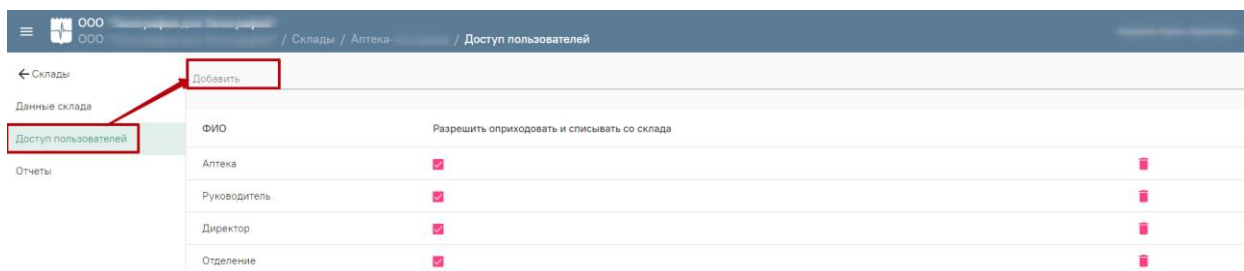 ООО
ООО / Склады / Аптека- / Доступ пользователей
Склады
Добавить
Данные склада
Доступ пользователей
Отчеты
ФИО Разрешить оприходовать и списывать со склада
Аптека
Руководитель
Директор
Отделение